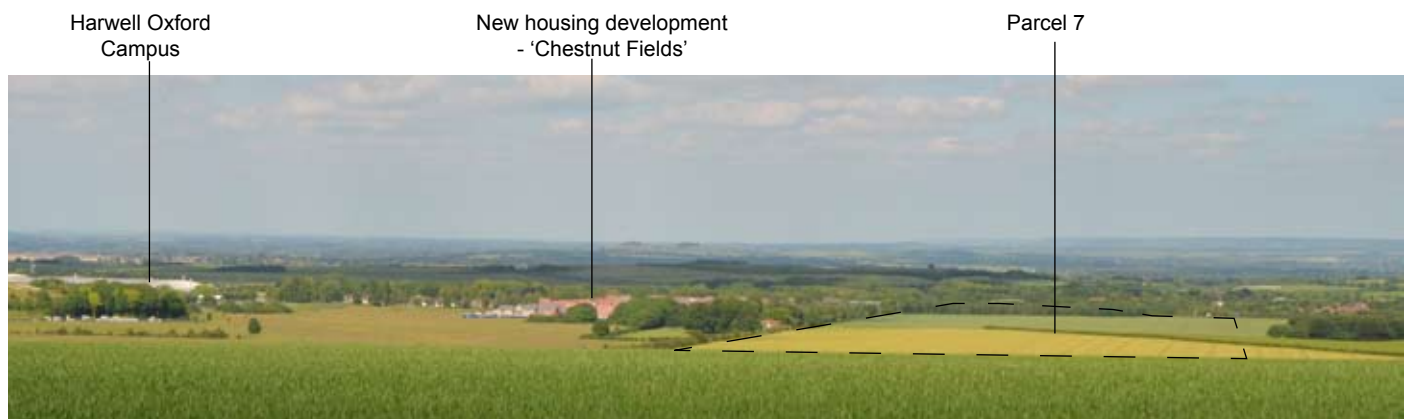 Harwell Oxford
Campus
New housing development
- ‘Chestnut Fields’
Parcel 7